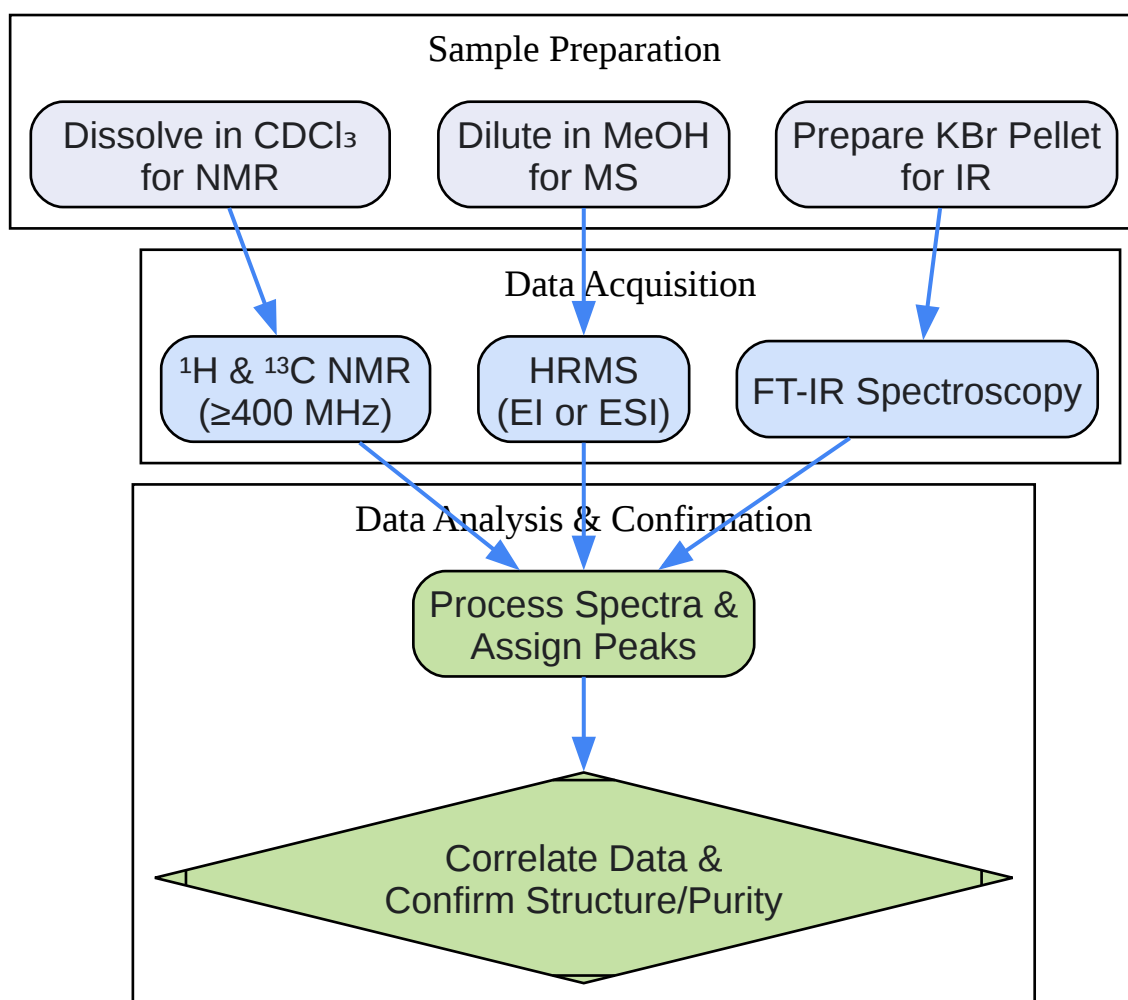 Sample Preparation
Dissolve in CDCl₃
for NMR
Dilute in MeOH
for MS
Prepare KBr Pellet
for IR
Data Acquisition
¹H & ¹³C NMR
(≥400 MHz)
HRMS
(EI or ESI)
FT-IR Spectroscopy
Data Analysis & Confirmation
Process Spectra &
Assign Peaks
Correlate Data &
Confirm Structure/Purity